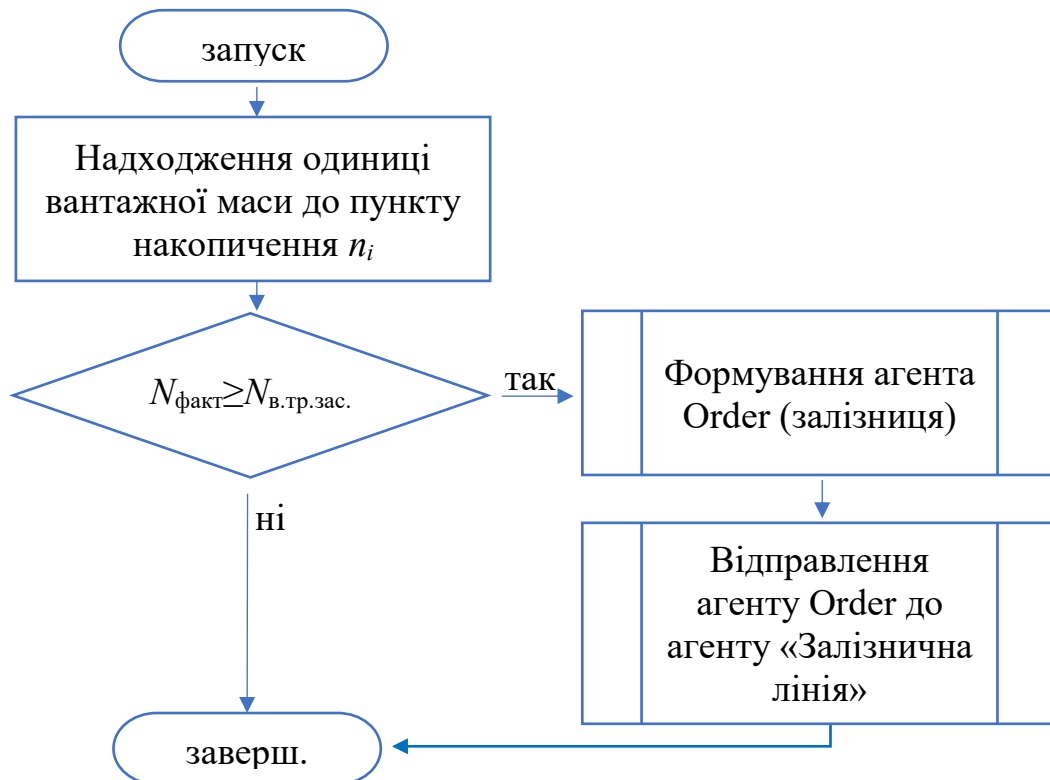 запуск
Надходження одиниці
вантажної маси до пункту
накопичення nᵢ
Nфакт≥Nв.тр.зас.
так
Формування агента
Order (залізниця)
ні
Відправлення
агенту Order до
агенту «Залізнична
лінія»
заверш.